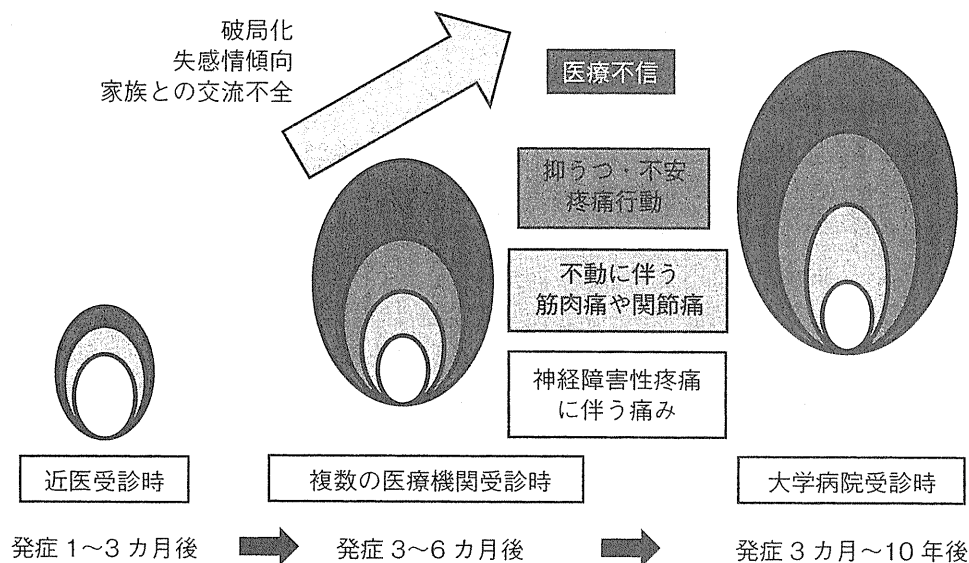 破局化
失感情傾向
家族との交流不全
医療不信
抑うつ・不安
疼痛行動
不動に伴う
筋肉痛や関節痛
神経障害性疼痛
に伴う痛み
近医受診時
複数の医療機関受診時
大学病院受診時
発症 1〜3 カ月後
発症 3〜6 カ月後
発症 3 カ月〜10 年後